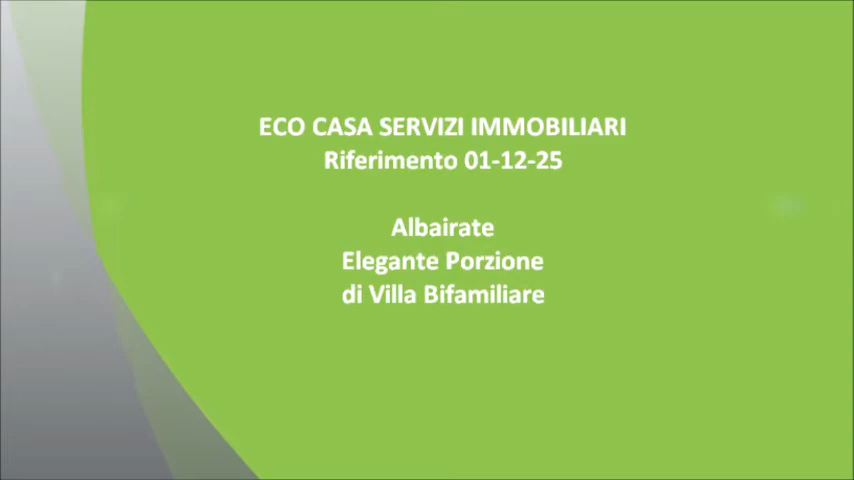 ECO CASA SERVIZI IMMOBILIARI
Riferimento 01-12-25
Albairate
Elegante Porzione
di Villa Bifamiliare